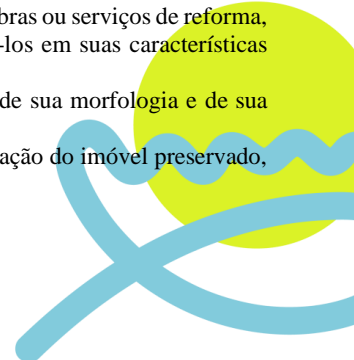 bras ou serviços de reforma,
-los em suas características
de sua morfologia e de sua
ação do imóvel preservado,